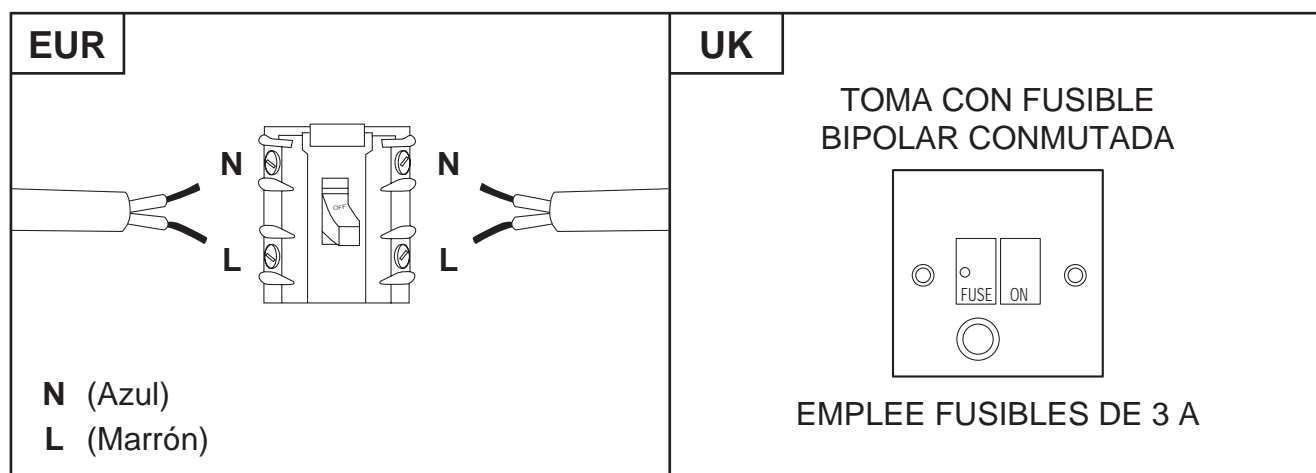 EUR
N
N
OFF
L
L
N (Azul)
L (Marrón)
UK
TOMA CON FUSIBLE
BIPOLAR CONMUTADA
FUSE ON
EMPLEE FUSIBLES DE 3 A